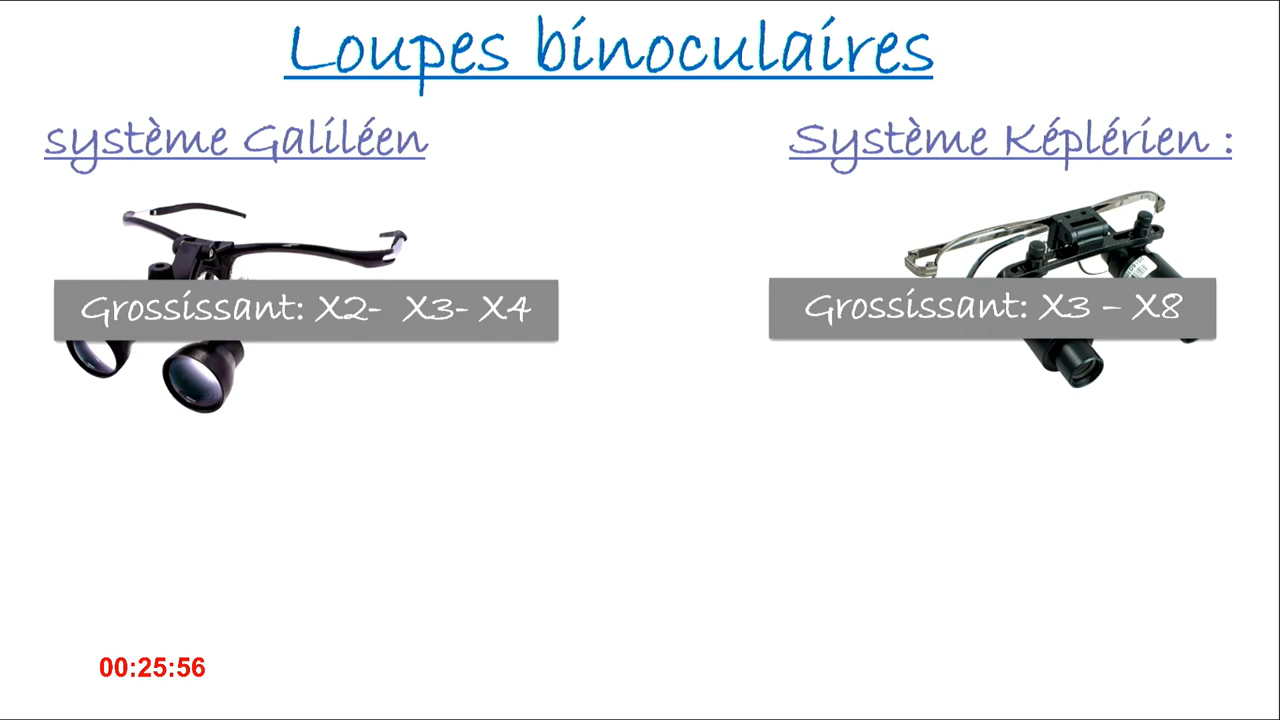 Loupes binoculaires
système Galiléen
Système Képlérien :
Grossissant: X2- X3- X4
Grossissant: X3 – X8
00:25:56